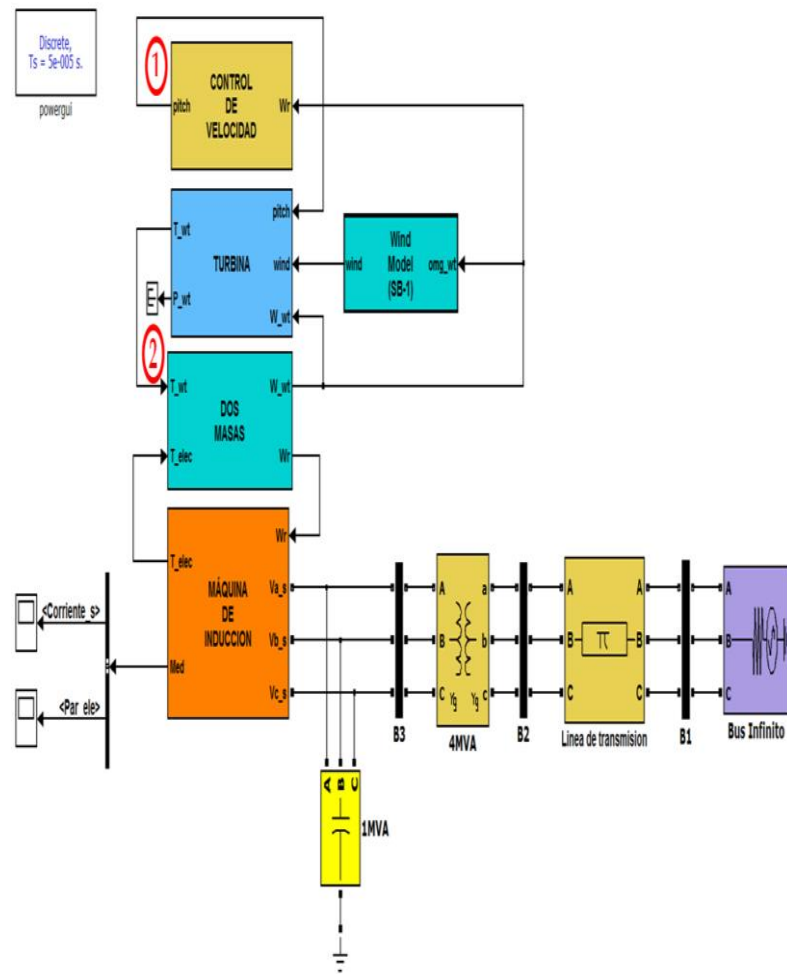 Discrete,
Ts = 5e-005 s.
powergui
1
CONTROL
DE
VELOCIDAD
pitch
Wr
T_wt
P_wt
TURBINA
pitch
wind
W_wt
Wind
Model
(SB-1)
wind
omg_wt
2
T_wt
T_elec
DOS
MASAS
W_wt
Wr
T_elec
Med
MÁQUINA
DE
INDUCCION
Wr
Va_s
Vb_s
Vc_s
<Corriente_s>
<Par ele>
A
B
C
1MVA
B3
A
B
C
a
b
c
Yg
Yg
4MVA
B2
A
B
C
π
A
B
C
Linea de transmision
B1
A
B
C
Bus Infinito